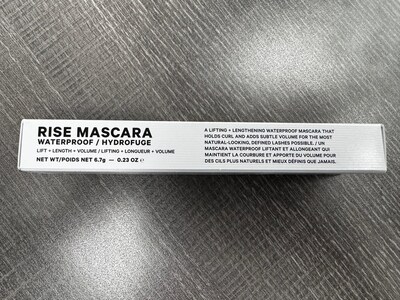 RISE MASCARA
WATERPROOF / HYDROFUGE
LIFT + LENGTH + VOLUME / LIFTING + LONGUEUR + VOLUME
NET WT/POIDS NET 6.7g — 0.23 OZ ℮
A LIFTING + LENGTHENING WATERPROOF MASCARA THAT
HOLDS CURL AND ADDS SUBTLE VOLUME FOR THE MOST
NATURAL-LOOKING, DEFINED LASHES POSSIBLE. / UN
MASCARA WATERPROOF LIFTANT ET ALLONGEANT QUI
MAINTIENT LA COURBURE ET APPORTE DU VOLUME POUR
DES CILS PLUS NATURELS ET MIEUX DÉFINIS QUE JAMAIS.